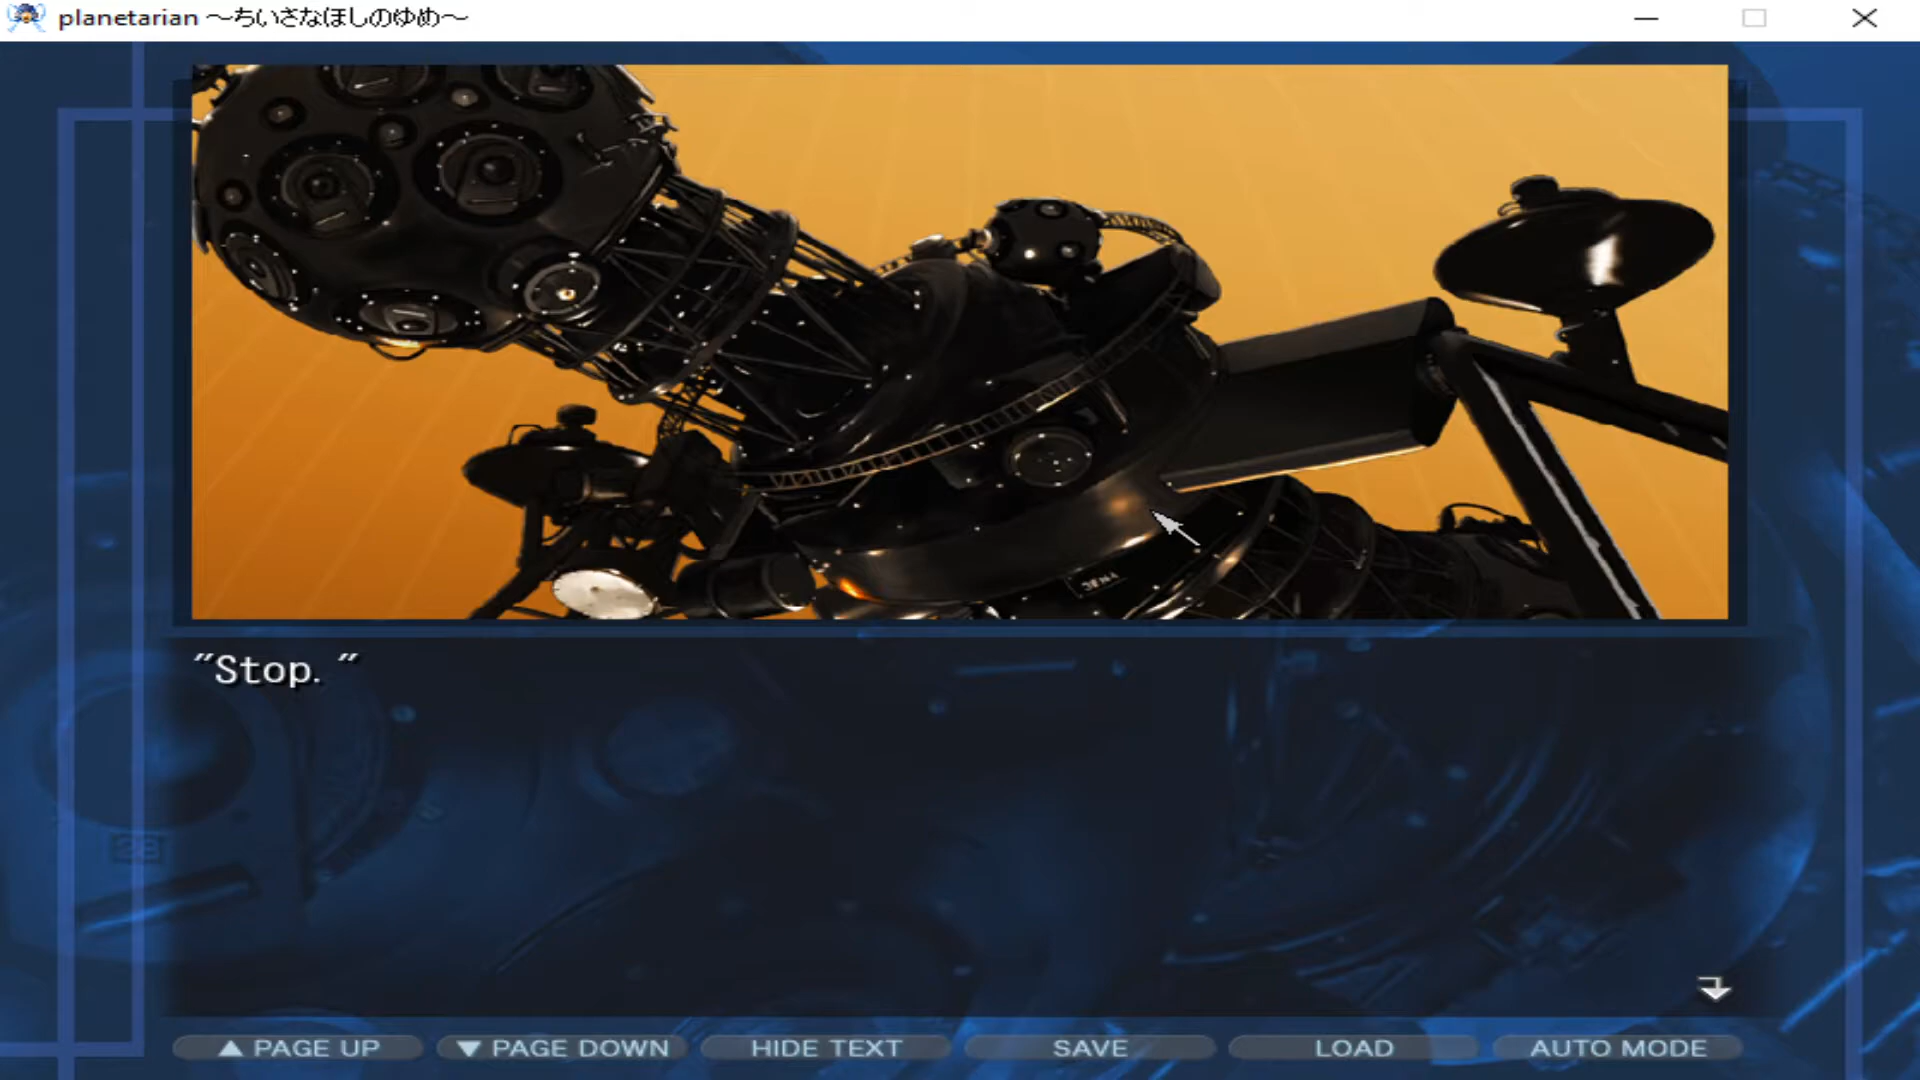 planetarian ～ちいさなほしのゆめ～
JENA
"Stop. "
▲ PAGE UP
▼ PAGE DOWN
HIDE TEXT
SAVE
LOAD
AUTO MODE